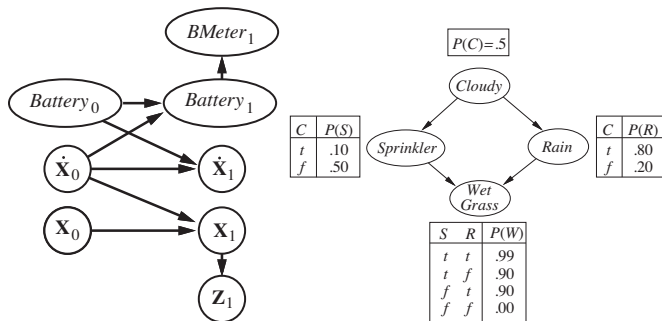 BMeter₁
Battery₀
Battery₁
Ẋ₀
Ẋ₁
X₀
X₁
Z₁
P(C)=.5
Cloudy
C P(S)
t .10
f .50
Sprinkler
Rain
C P(R)
t .80
f .20
Wet
Grass
S R P(W)
t t .99
t f .90
f t .90
f f .00